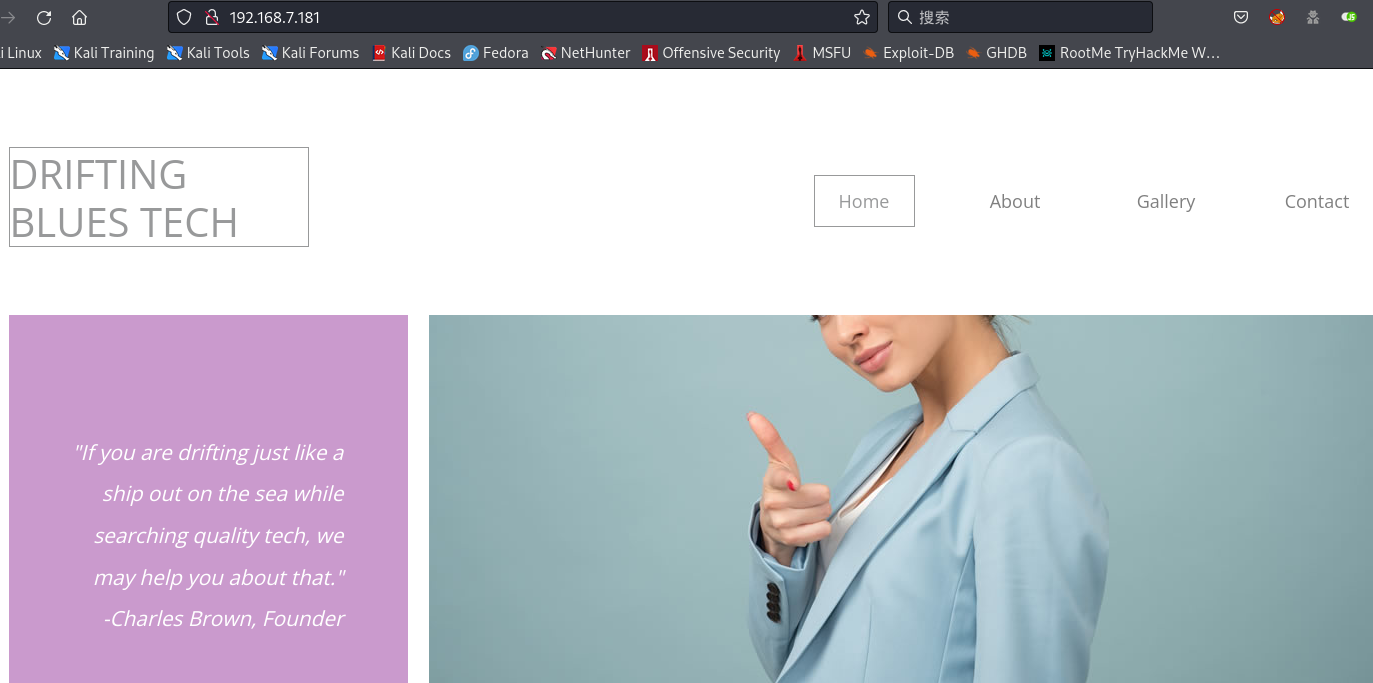 192.168.7.181
搜索
i Linux Kali Training Kali Tools Kali Forums Kali Docs Fedora NetHunter Offensive Security MSFU Exploit-DB GHDB RootMe TryHackMe W…
DRIFTING
BLUES TECH
Home About Gallery Contact
"If you are drifting just like a
ship out on the sea while
searching quality tech, we
may help you about that."
-Charles Brown, Founder